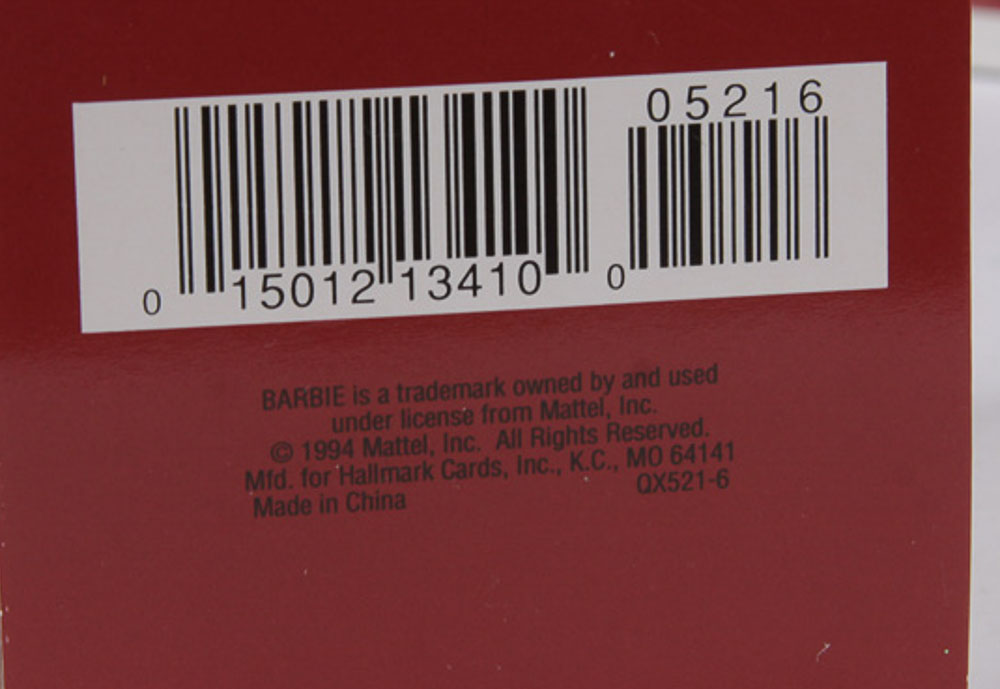 05216
0 15012 13410 0
BARBIE is a trademark owned by and used
under license from Mattel, Inc.
© 1994 Mattel, Inc. All Rights Reserved.
Mfd. for Hallmark Cards, Inc., K.C., MO 64141
Made in China QX521-6